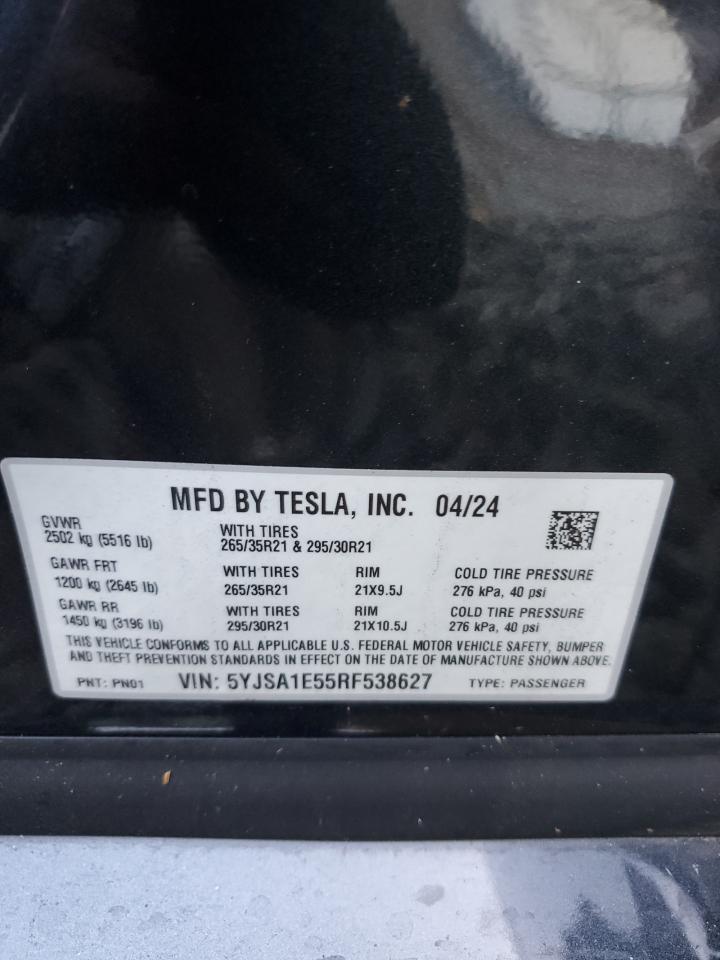 MFD BY TESLA, INC. 04/24
GVWR
2502 kg (5516 lb)
WITH TIRES
265/35R21 & 295/30R21
GAWR FRT
1200 kg (2645 lb)
WITH TIRES
265/35R21
RIM
21X9.5J
COLD TIRE PRESSURE
276 kPa, 40 psi
GAWR RR
1450 kg (3196 lb)
WITH TIRES
295/30R21
RIM
21X10.5J
COLD TIRE PRESSURE
276 kPa, 40 psi
THIS VEHICLE CONFORMS TO ALL APPLICABLE U.S. FEDERAL MOTOR VEHICLE SAFETY, BUMPER
AND THEFT PREVENTION STANDARDS IN EFFECT ON THE DATE OF MANUFACTURE SHOWN ABOVE.
PNT: PN01 VIN: 5YJSA1E55RF538627 TYPE: PASSENGER